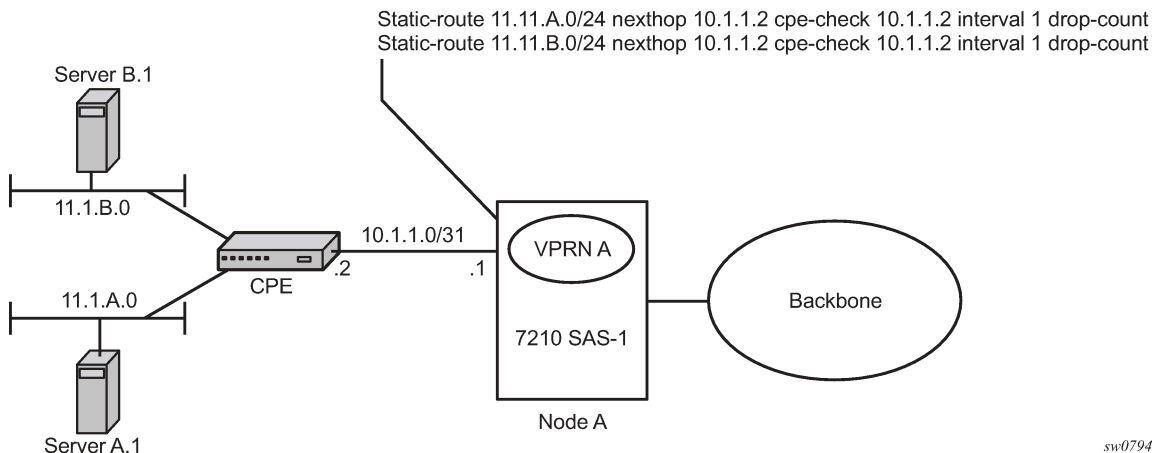 Static-route 11.11.A.0/24 nexthop 10.1.1.2 cpe-check 10.1.1.2 interval 1 drop-count
Static-route 11.11.B.0/24 nexthop 10.1.1.2 cpe-check 10.1.1.2 interval 1 drop-count
Server B.1
11.1.B.0
10.1.1.0/31
VPRN A
.2
.1
CPE
11.1.A.0
Backbone
7210 SAS-1
Node A
Server A.1
sw0794